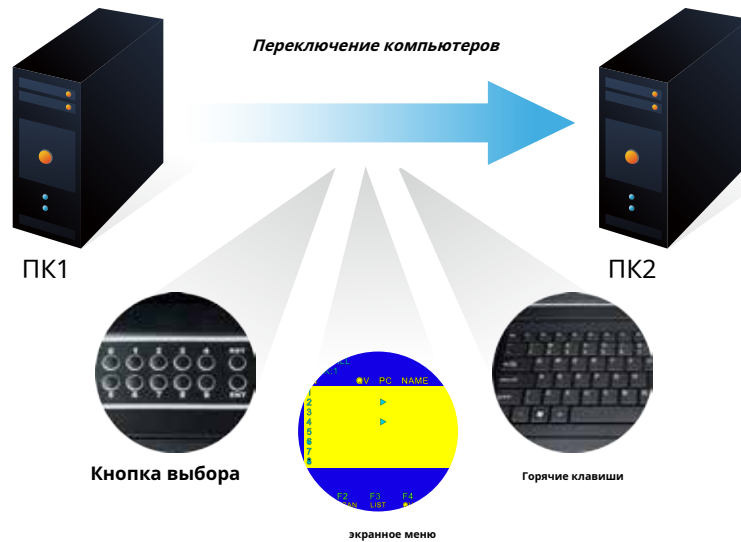 Переключение компьютеров
ПК1
ПК2
V PC NAME
1
2
3
4
5
6
7
8
F2 F3 F4
LIST
Кнопка выбора
Горячие клавиши
экранное меню